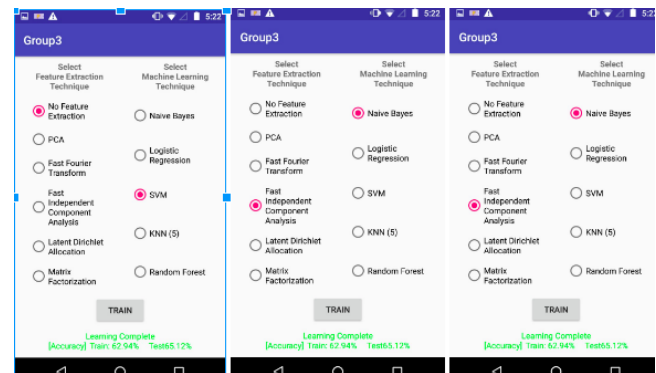 5:22
Group3
Select
Feature Extraction
Technique
Select
Machine Learning
Technique
No Feature
Extraction
Naive Bayes
PCA
Logistic
Regression
Fast Fourier
Transform
Fast
Independent
Component
Analysis
SVM
KNN (5)
Latent Dirichlet
Allocation
Matrix
Factorization
Random Forest
TRAIN
Learning Complete
[Accuracy] Train: 62.94% Test65.12%
5:22
Group3
Select
Feature Extraction
Technique
Select
Machine Learning
Technique
No Feature
Extraction
Naive Bayes
PCA
Logistic
Regression
Fast Fourier
Transform
Fast
Independent
Component
Analysis
SVM
KNN (5)
Latent Dirichlet
Allocation
Matrix
Factorization
Random Forest
TRAIN
Learning Complete
[Accuracy] Train: 62.94% Test65.12%
5:22
Group3
Select
Feature Extraction
Technique
Select
Machine Learning
Technique
No Feature
Extraction
Naive Bayes
PCA
Logistic
Regression
Fast Fourier
Transform
Fast
Independent
Component
Analysis
SVM
KNN (5)
Latent Dirichlet
Allocation
Matrix
Factorization
Random Forest
TRAIN
Learning Complete
[Accuracy] Train: 62.94% Test65.12%